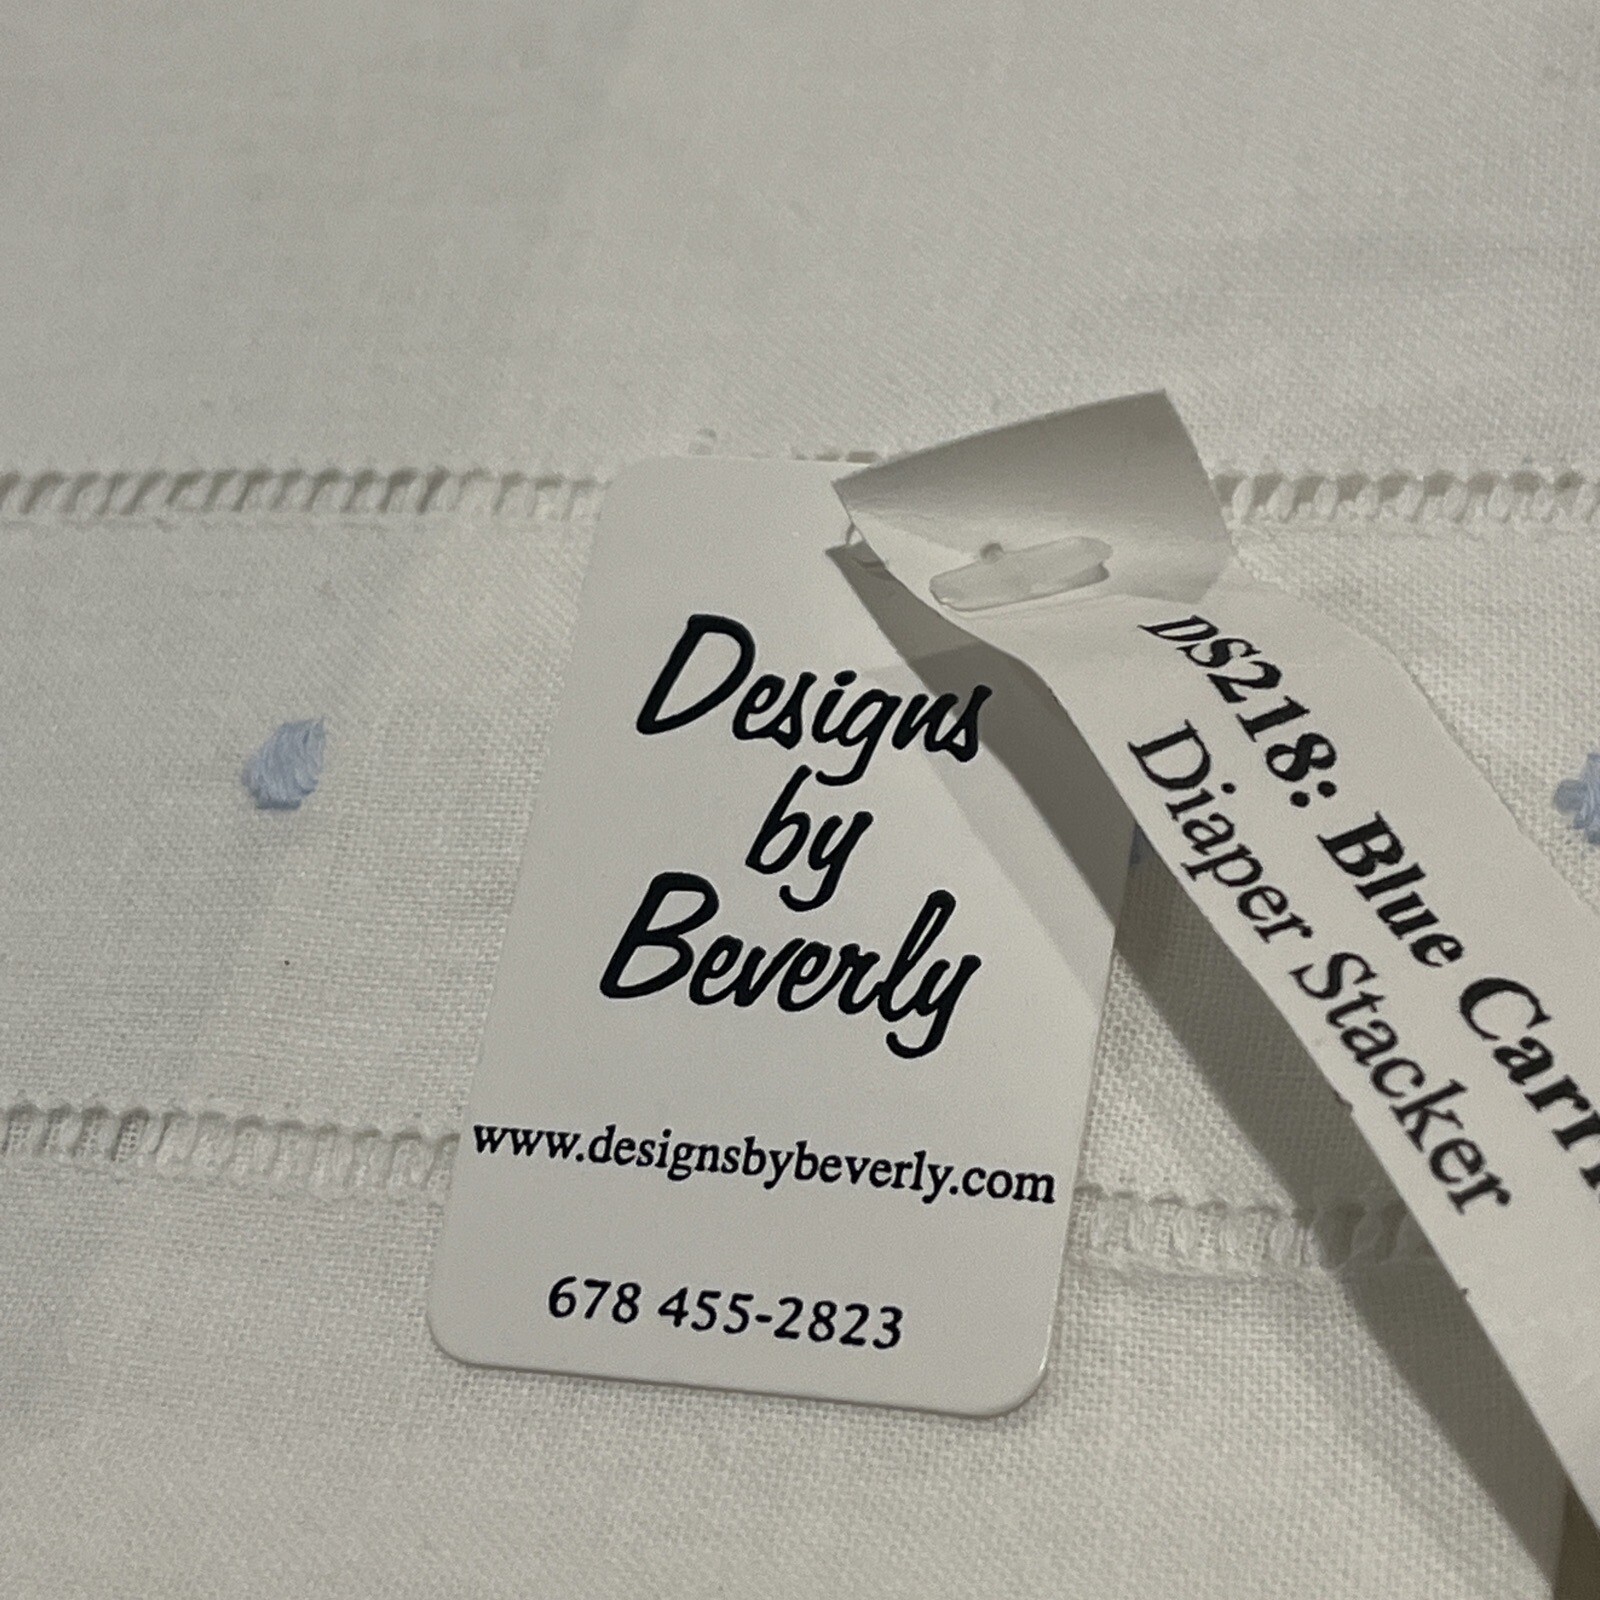 Designs
by
Beverly
www.designsbybeverly.com
678 455-2823
DS218: Blue
Diaper Stacker